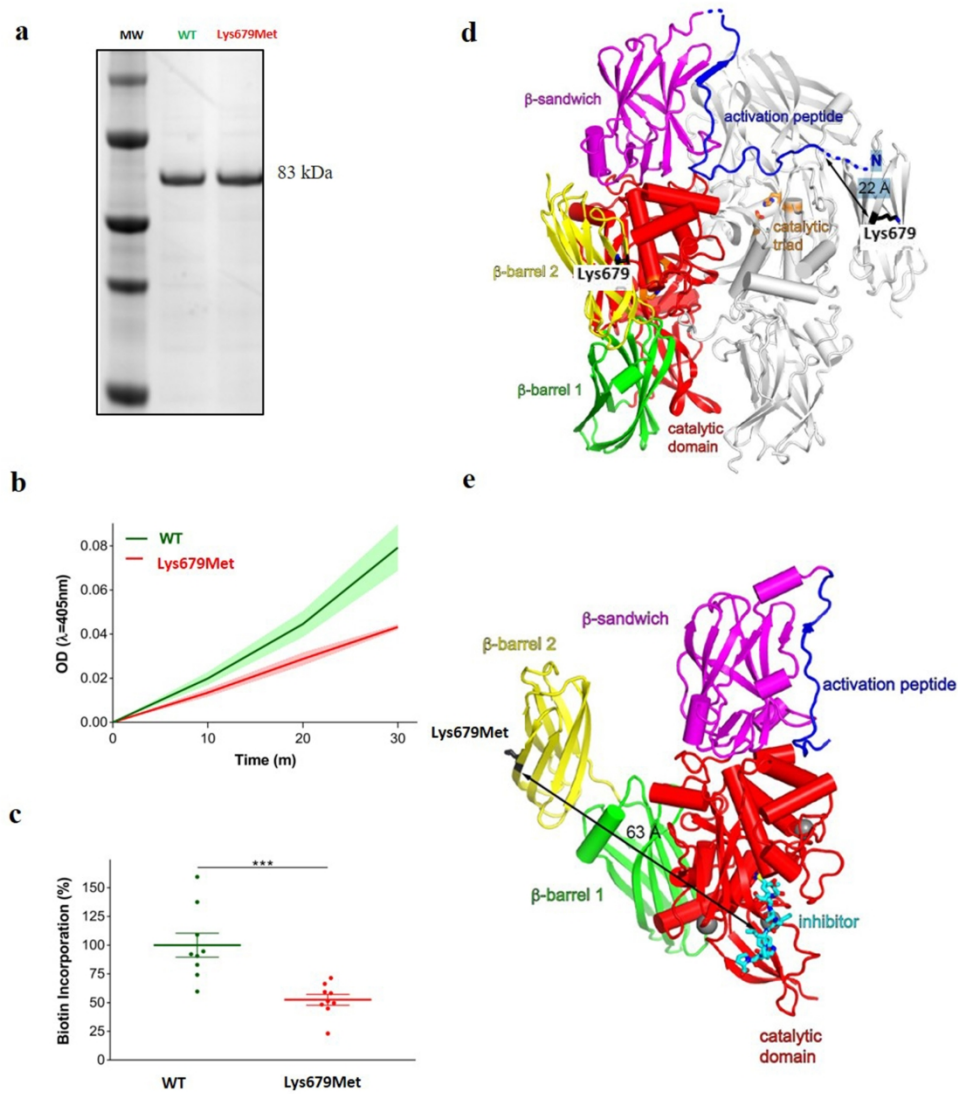 a
MW WT Lys679Met
83 kDa
b
0.08
0.06
0.04
0.02
0.00
OD (λ=405nm)
WT
Lys679Met
0 10 20 30
Time (m)
c
150
125
100
75
50
25
0
Biotin Incorporation (%)
***
WT Lys679Met
d
β-sandwich
activation peptide
N
22 A
Lys679
catalytic
triad
β-barrel 2
Lys679
β-barrel 1
catalytic
domain
e
β-sandwich
β-barrel 2
activation peptide
Lys679Met
63 A
β-barrel 1
inhibitor
catalytic
domain